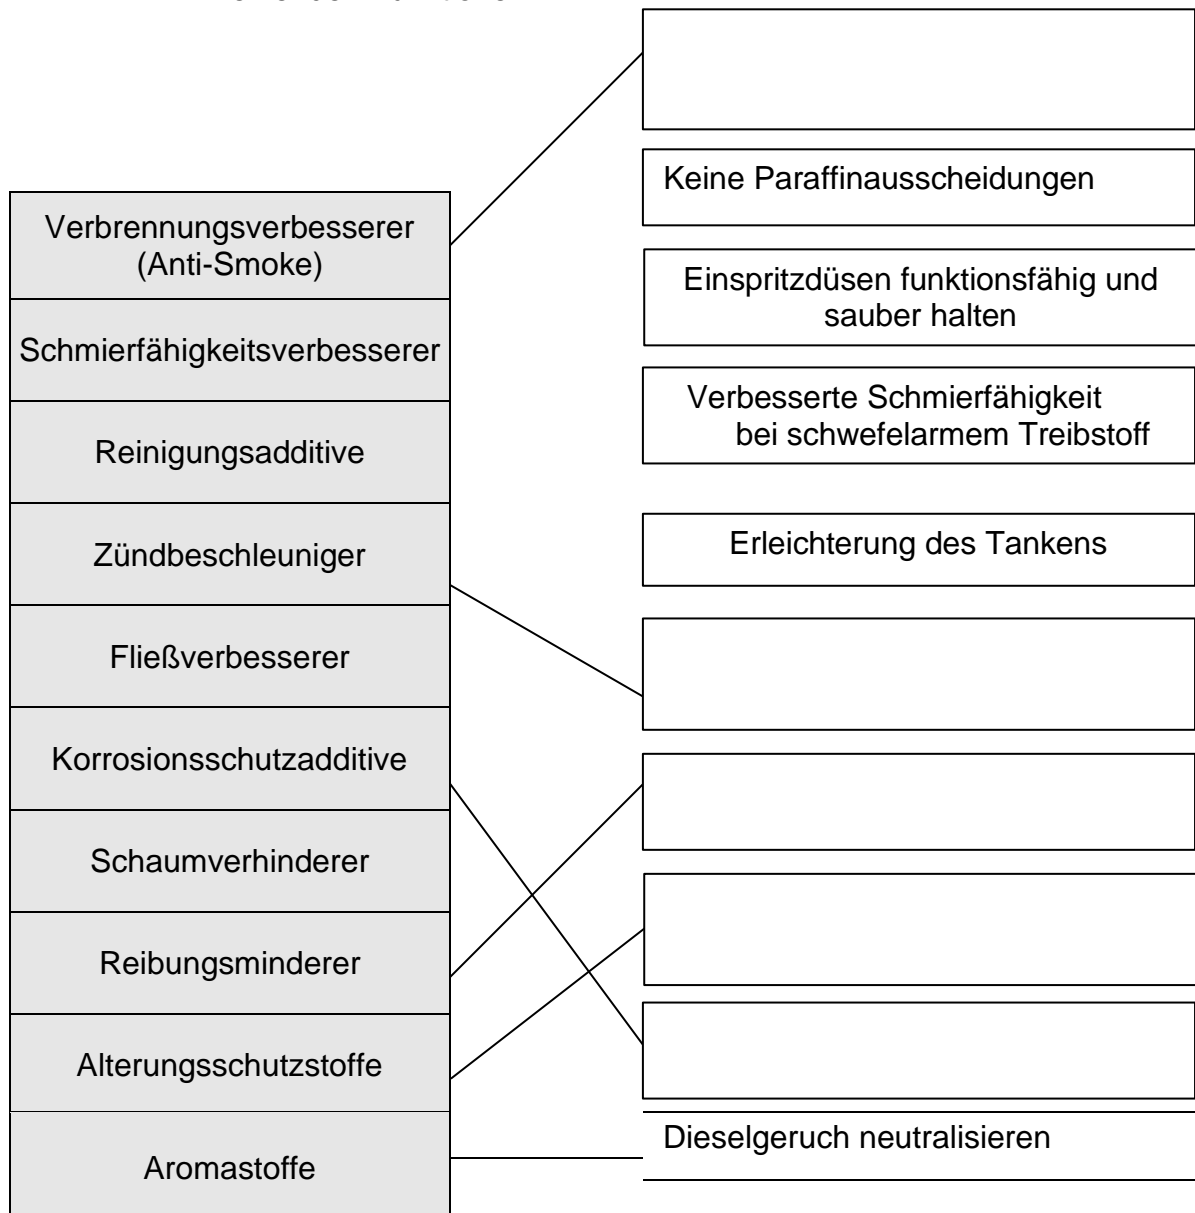 Verbrennungsverbesserer
(Anti-Smoke)
Schmierfähigkeitsverbesserer
Reinigungsadditive
Zündbeschleuniger
Fließverbesserer
Korrosionsschutzadditive
Schaumverhinderer
Reibungsminderer
Alterungsschutzstoffe
Aromastoffe
Keine Paraffinausscheidungen
Einspritzdüsen funktionsfähig und
sauber halten
Verbesserte Schmierfähigkeit
bei schwefelarmem Treibstoff
Erleichterung des Tankens
Dieselgeruch neutralisieren